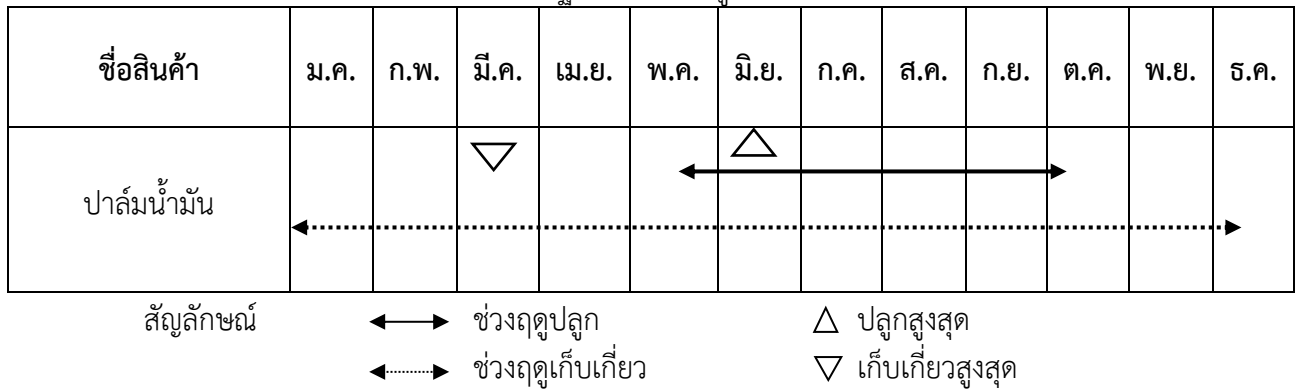 ชื่อสินค้า ม.ค. ก.พ. มี.ค. เม.ย. พ.ค. มิ.ย. ก.ค. ส.ค. ก.ย. ต.ค. พ.ย. ธ.ค.
ปาล์มน้ำมัน
สัญลักษณ์ ช่วงฤดูปลูก ปลูกสูงสุด
ช่วงฤดูเก็บเกี่ยว เก็บเกี่ยวสูงสุด